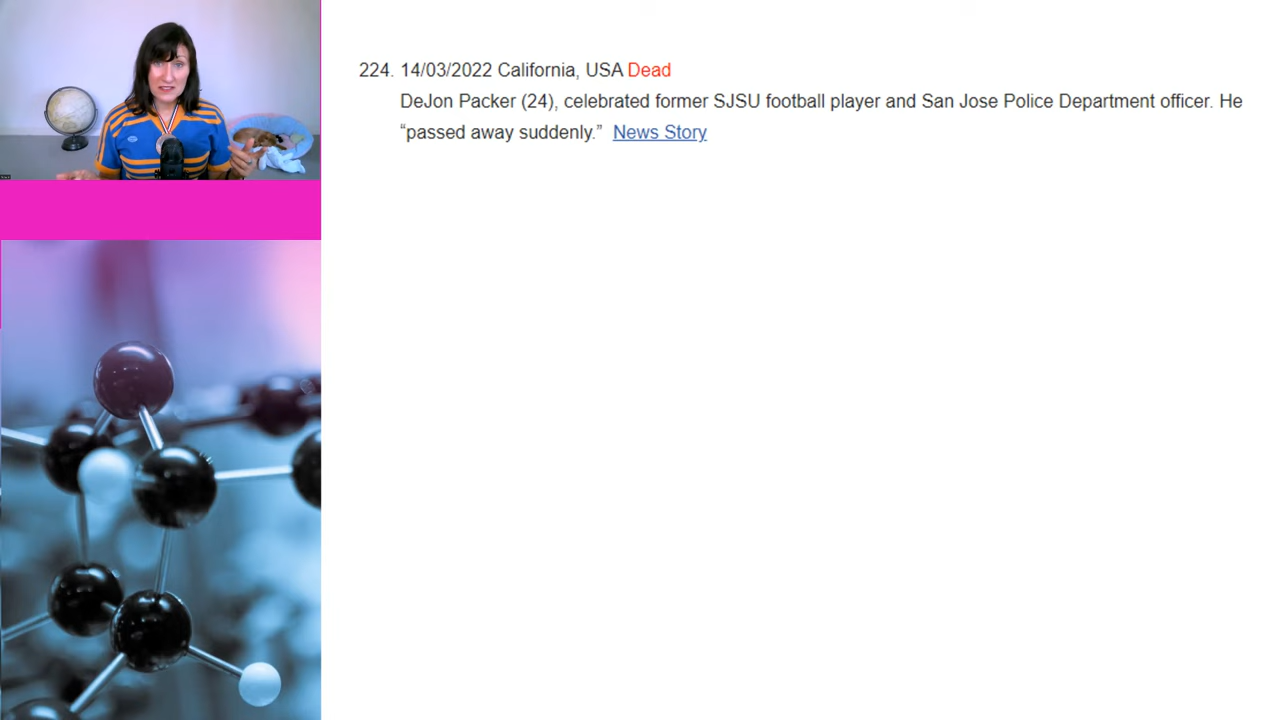 224. 14/03/2022 California, USA Dead
DeJon Packer (24), celebrated former SJSU football player and San Jose Police Department officer. He
“passed away suddenly.” News Story